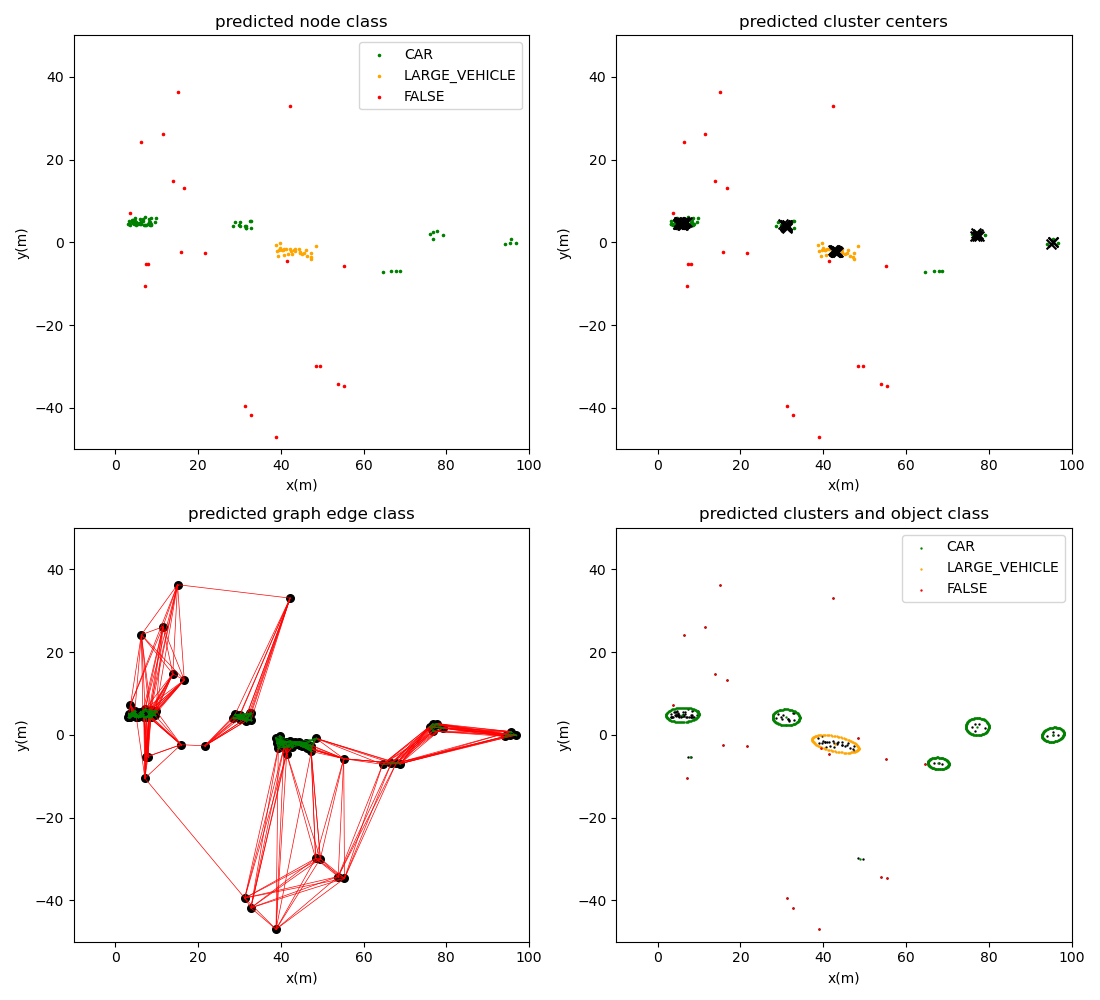 predicted node class
CAR
LARGE_VEHICLE
FALSE
40
20
0
−20
−40
y(m)
0 20 40 60 80 100
x(m)
predicted cluster centers
40
20
0
−20
−40
y(m)
0 20 40 60 80 100
x(m)
predicted graph edge class
40
20
0
−20
−40
y(m)
0 20 40 60 80 100
x(m)
predicted clusters and object class
CAR
LARGE_VEHICLE
FALSE
40
20
0
−20
−40
y(m)
0 20 40 60 80 100
x(m)